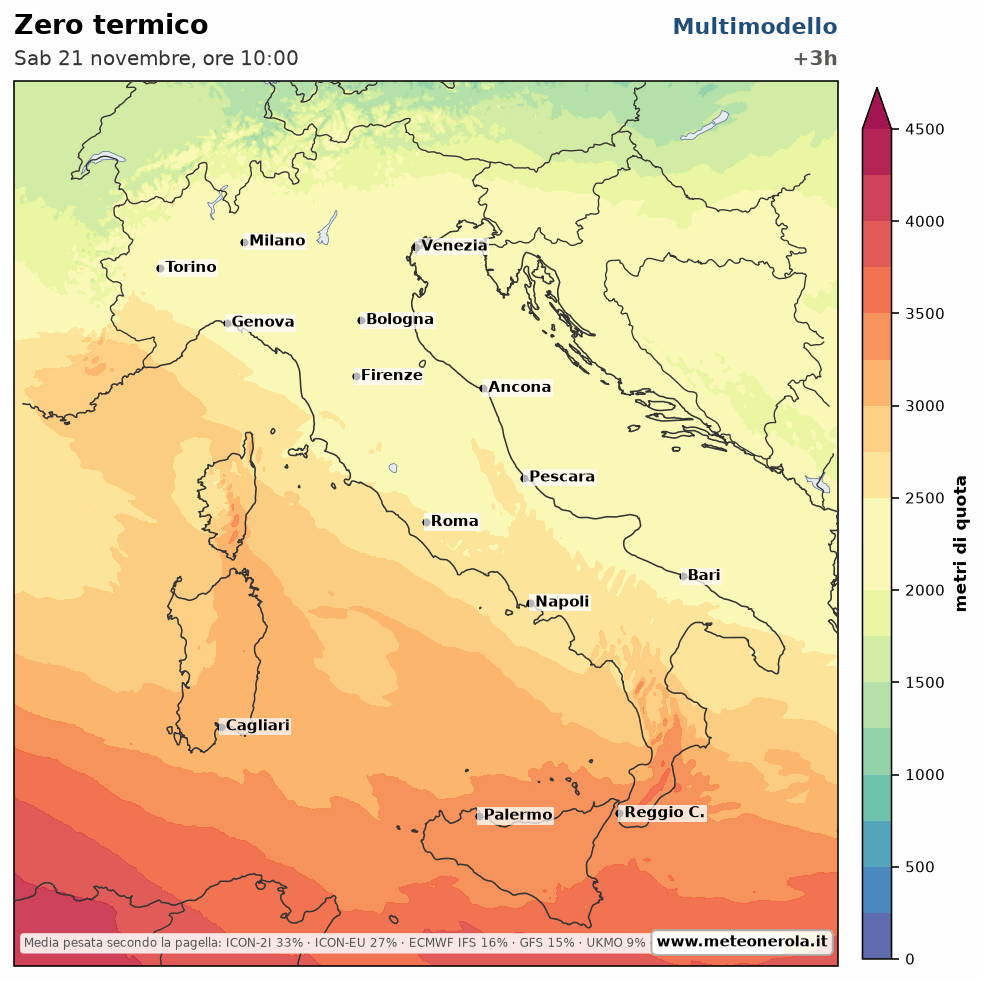 Zero termico
Multimodello
Sab 21 novembre, ore 10:00
+3h
Milano
Venezia
Torino
Genova
Bologna
Firenze
Ancona
Pescara
Roma
Bari
Napoli
Cagliari
Palermo
Reggio C.
4500
4000
3500
3000
2500
2000
1500
1000
500
0
metri di quota
Media pesata secondo la pagella: ICON-2I 33% · ICON-EU 27% · ECMWF IFS 16% · GFS 15% · UKMO 9%
www.meteonerola.it